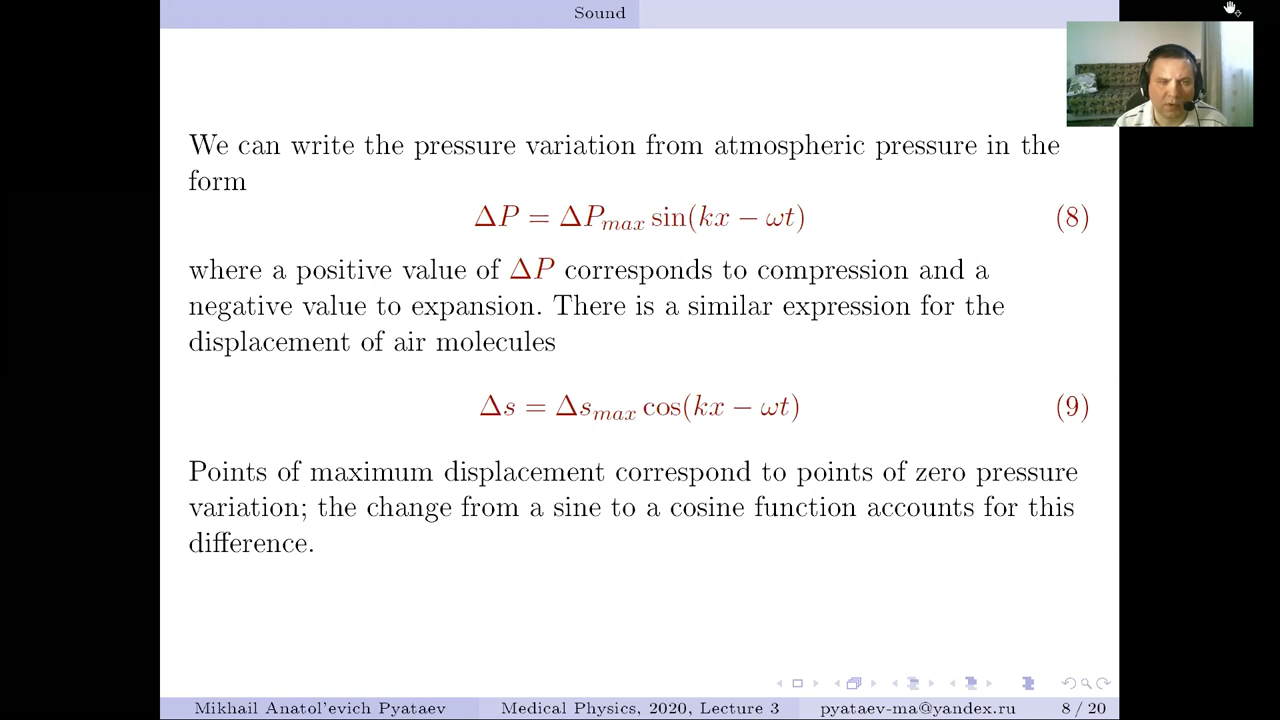 Sound
We can write the pressure variation from atmospheric pressure in the
form
ΔP = ΔP_max sin(kx − ωt) (8)
where a positive value of ΔP corresponds to compression and a
negative value to expansion. There is a similar expression for the
displacement of air molecules
Δs = Δs_max cos(kx − ωt) (9)
Points of maximum displacement correspond to points of zero pressure
variation; the change from a sine to a cosine function accounts for this
difference.
Mikhail Anatol'evich Pyataev Medical Physics, 2020, Lecture 3 pyataev-ma@yandex.ru 8 / 20